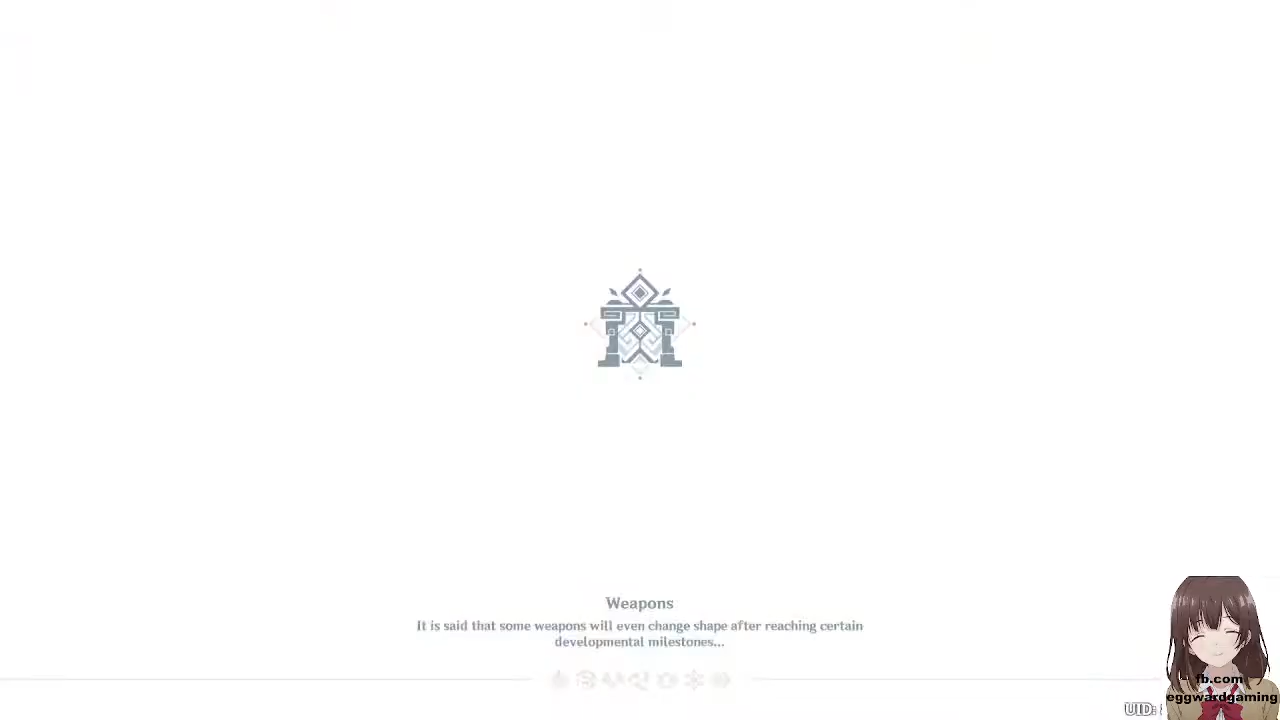 Weapons
It is said that some weapons will even change shape after reaching certain
developmental milestones...
fb.com
eggwardgaming
UID: